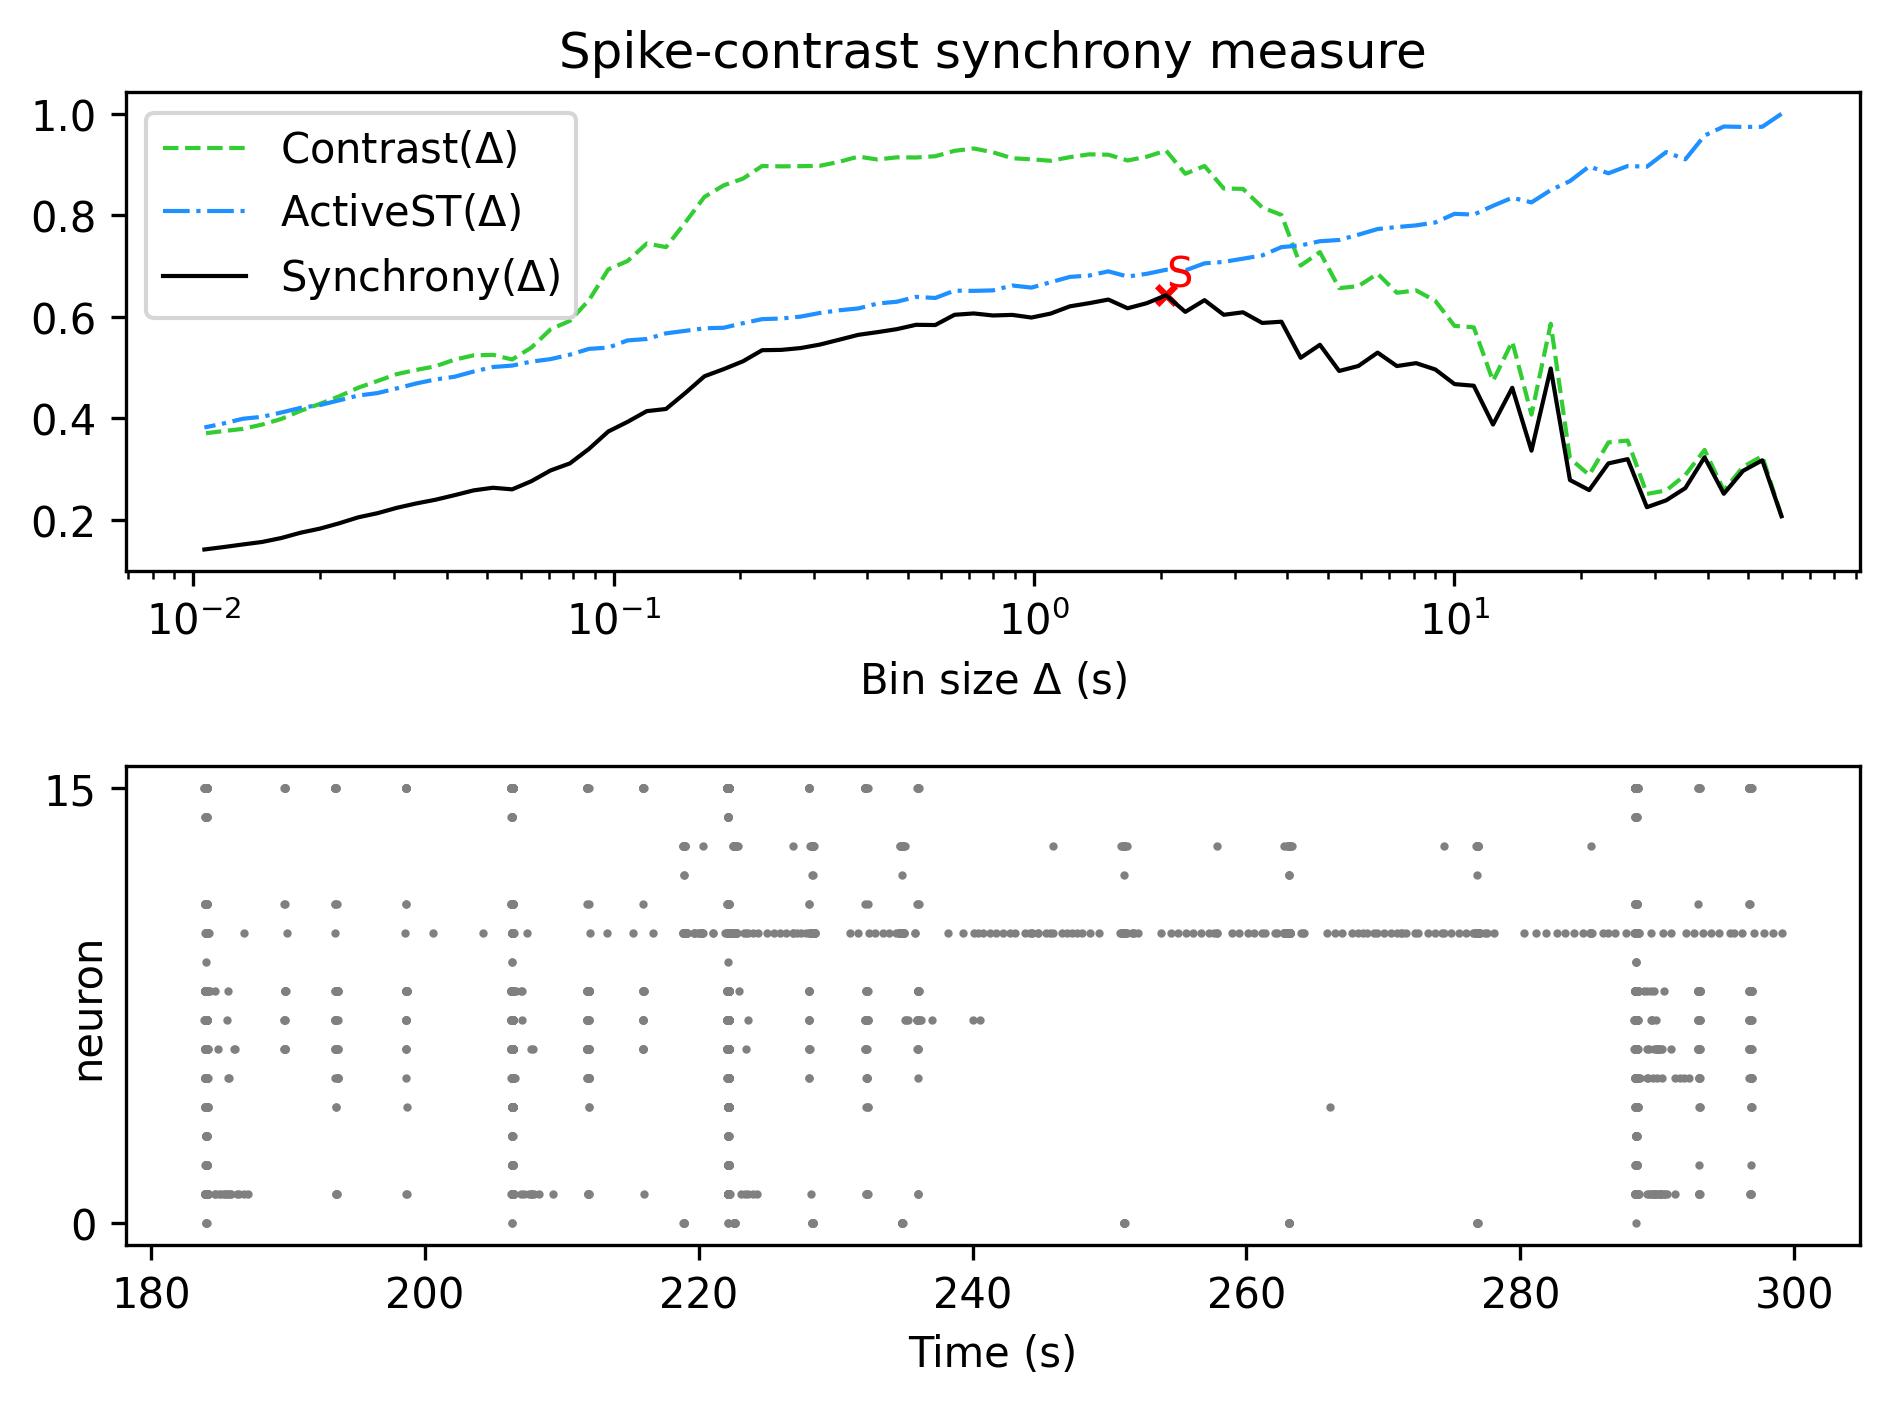 Spike-contrast synchrony measure
1.0
0.8
0.6
0.4
0.2
Contrast(Δ)
ActiveST(Δ)
Synchrony(Δ)
S
10⁻² 10⁻¹ 10⁰ 10¹
Bin size Δ (s)
15
0
neuron
180 200 220 240 260 280 300
Time (s)